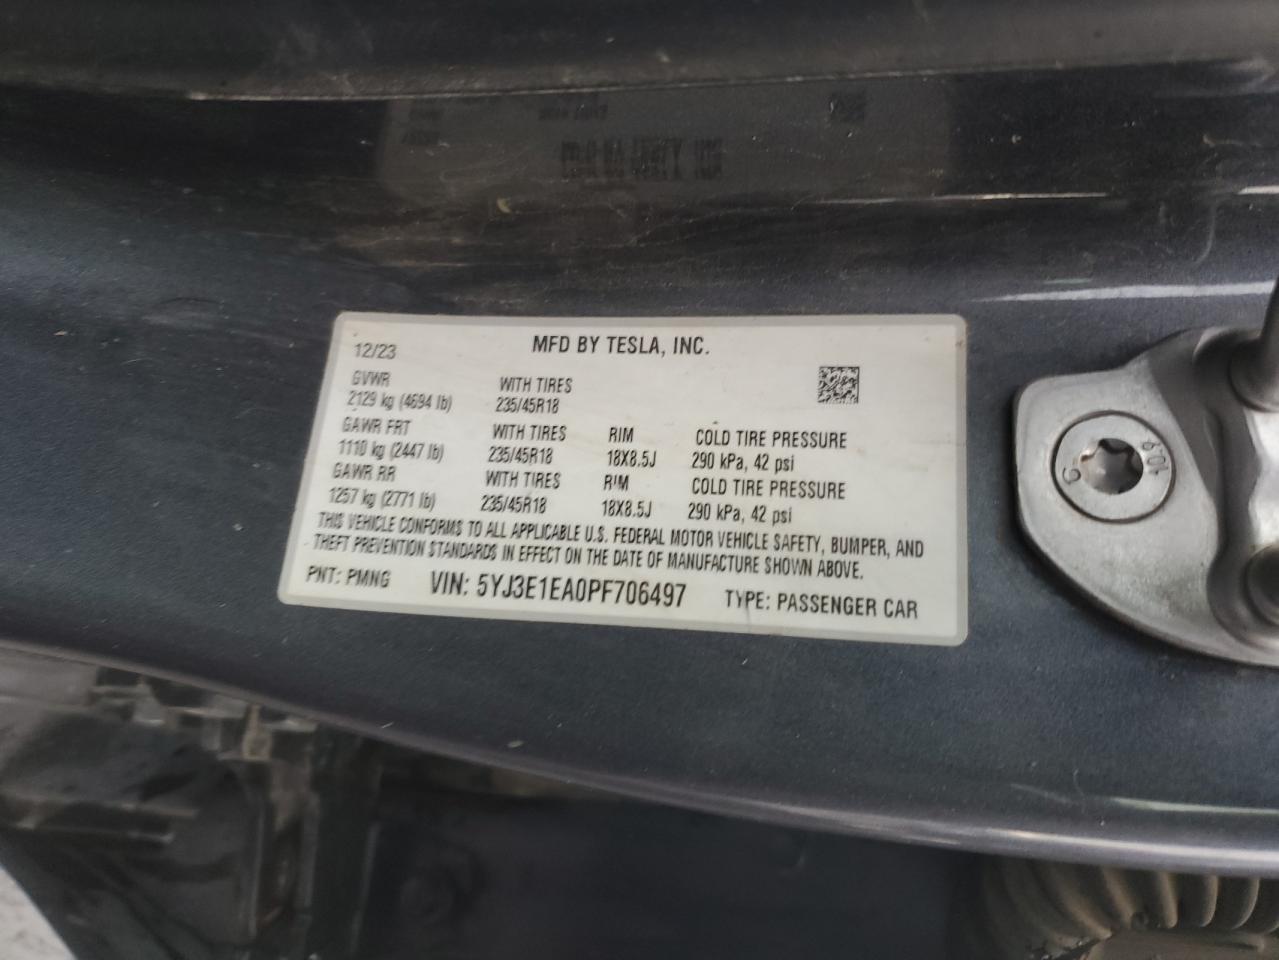 12/23 MFD BY TESLA, INC.
GVWR WITH TIRES
2129 kg (4694 lb) 235/45R18
GAWR FRT WITH TIRES RIM COLD TIRE PRESSURE
1110 kg (2447 lb) 235/45R18 18X8.5J 290 kPa, 42 psi
GAWR RR WITH TIRES RIM COLD TIRE PRESSURE
1257 kg (2771 lb) 235/45R18 18X8.5J 290 kPa, 42 psi
THIS VEHICLE CONFORMS TO ALL APPLICABLE U.S. FEDERAL MOTOR VEHICLE SAFETY, BUMPER, AND
THEFT PREVENTION STANDARDS IN EFFECT ON THE DATE OF MANUFACTURE SHOWN ABOVE.
PNT: PMNG VIN: 5YJ3E1EA0PF706497 TYPE: PASSENGER CAR
10.9